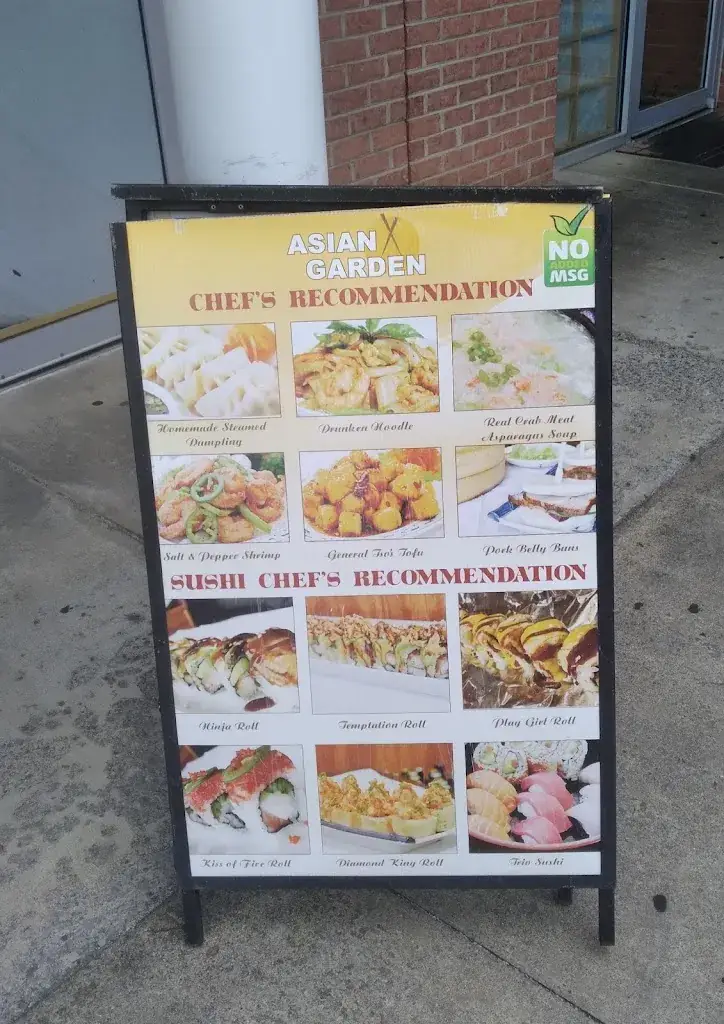 ASIAN
GARDEN
NO
ADDED
MSG
CHEF'S RECOMMENDATION
Homemade Steamed
Dumpling
Drunken Noodle
Real Crab Meat
Asparagus Soup
Salt & Pepper Shrimp
General Tso's Tofu
Pork Belly Buns
SUSHI CHEF'S RECOMMENDATION
Ninja Roll
Temptation Roll
Play Girl Roll
Kiss of Fire Roll
Diamond King Roll
Trio Sushi